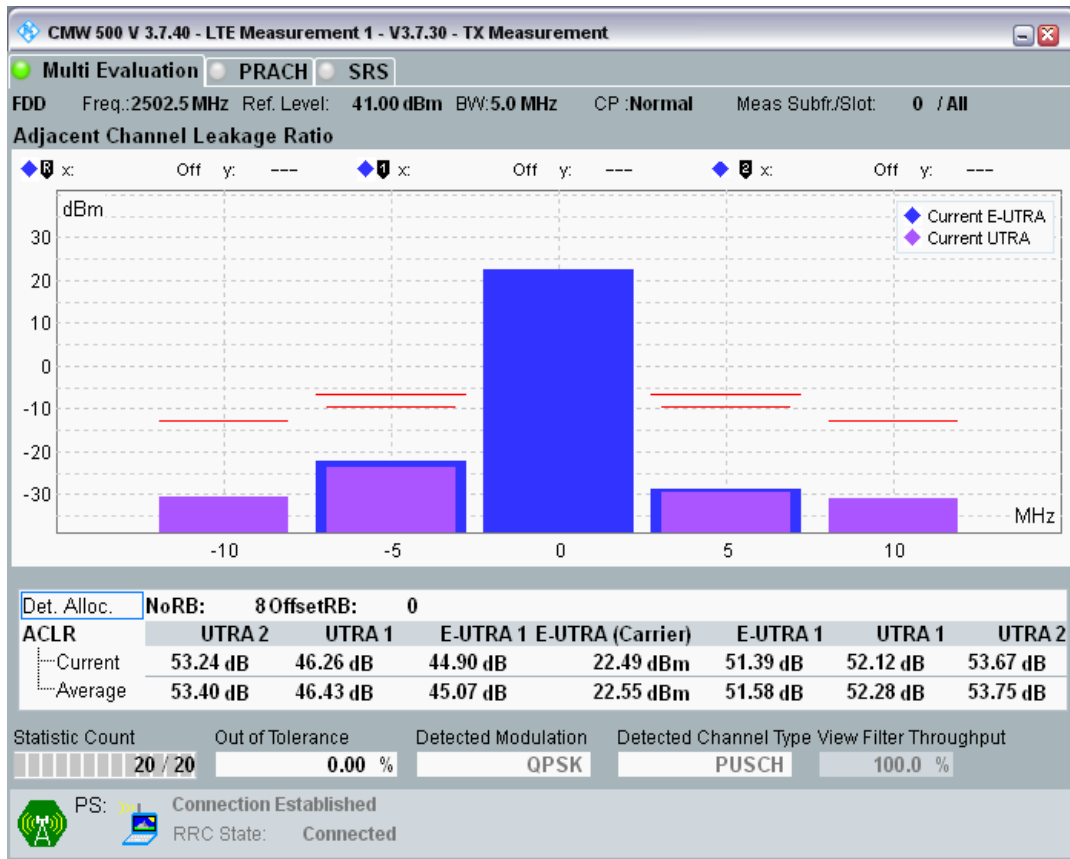 CMW 500 V 3.7.40 - LTE Measurement 1 - V3.7.30 - TX Measurement
Multi Evaluation PRACH SRS
FDD Freq.:2502.5 MHz Ref. Level: 41.00 dBm BW:5.0 MHz CP :Normal Meas Subfr./Slot: 0 / All
Adjacent Channel Leakage Ratio
R x: Off y: --- 1 x: Off y: --- 2 x: Off y: ---
dBm
Current E-UTRA
Current UTRA
30
20
10
0
-10
-20
-30
MHz
-10 -5 0 5 10
Det. Alloc. NoRB: 8 OffsetRB: 0
ACLR UTRA 2 UTRA 1 E-UTRA 1 E-UTRA (Carrier) E-UTRA 1 UTRA 1 UTRA 2
Current 53.24 dB 46.26 dB 44.90 dB 22.49 dBm 51.39 dB 52.12 dB 53.67 dB
Average 53.40 dB 46.43 dB 45.07 dB 22.55 dBm 51.58 dB 52.28 dB 53.75 dB
Statistic Count Out of Tolerance Detected Modulation Detected Channel Type View Filter Throughput
20 / 20 0.00 % QPSK PUSCH 100.0 %
PS: Connection Established
RRC State: Connected